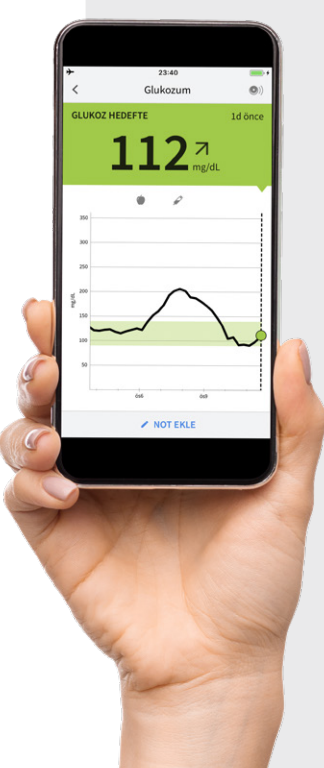 23:40
Glukozum
GLUKOZ HEDEFTE
1d önce
112
mg/dL
350
300
250
200
150
100
50
mg/dL
ös6
ös9
NOT EKLE